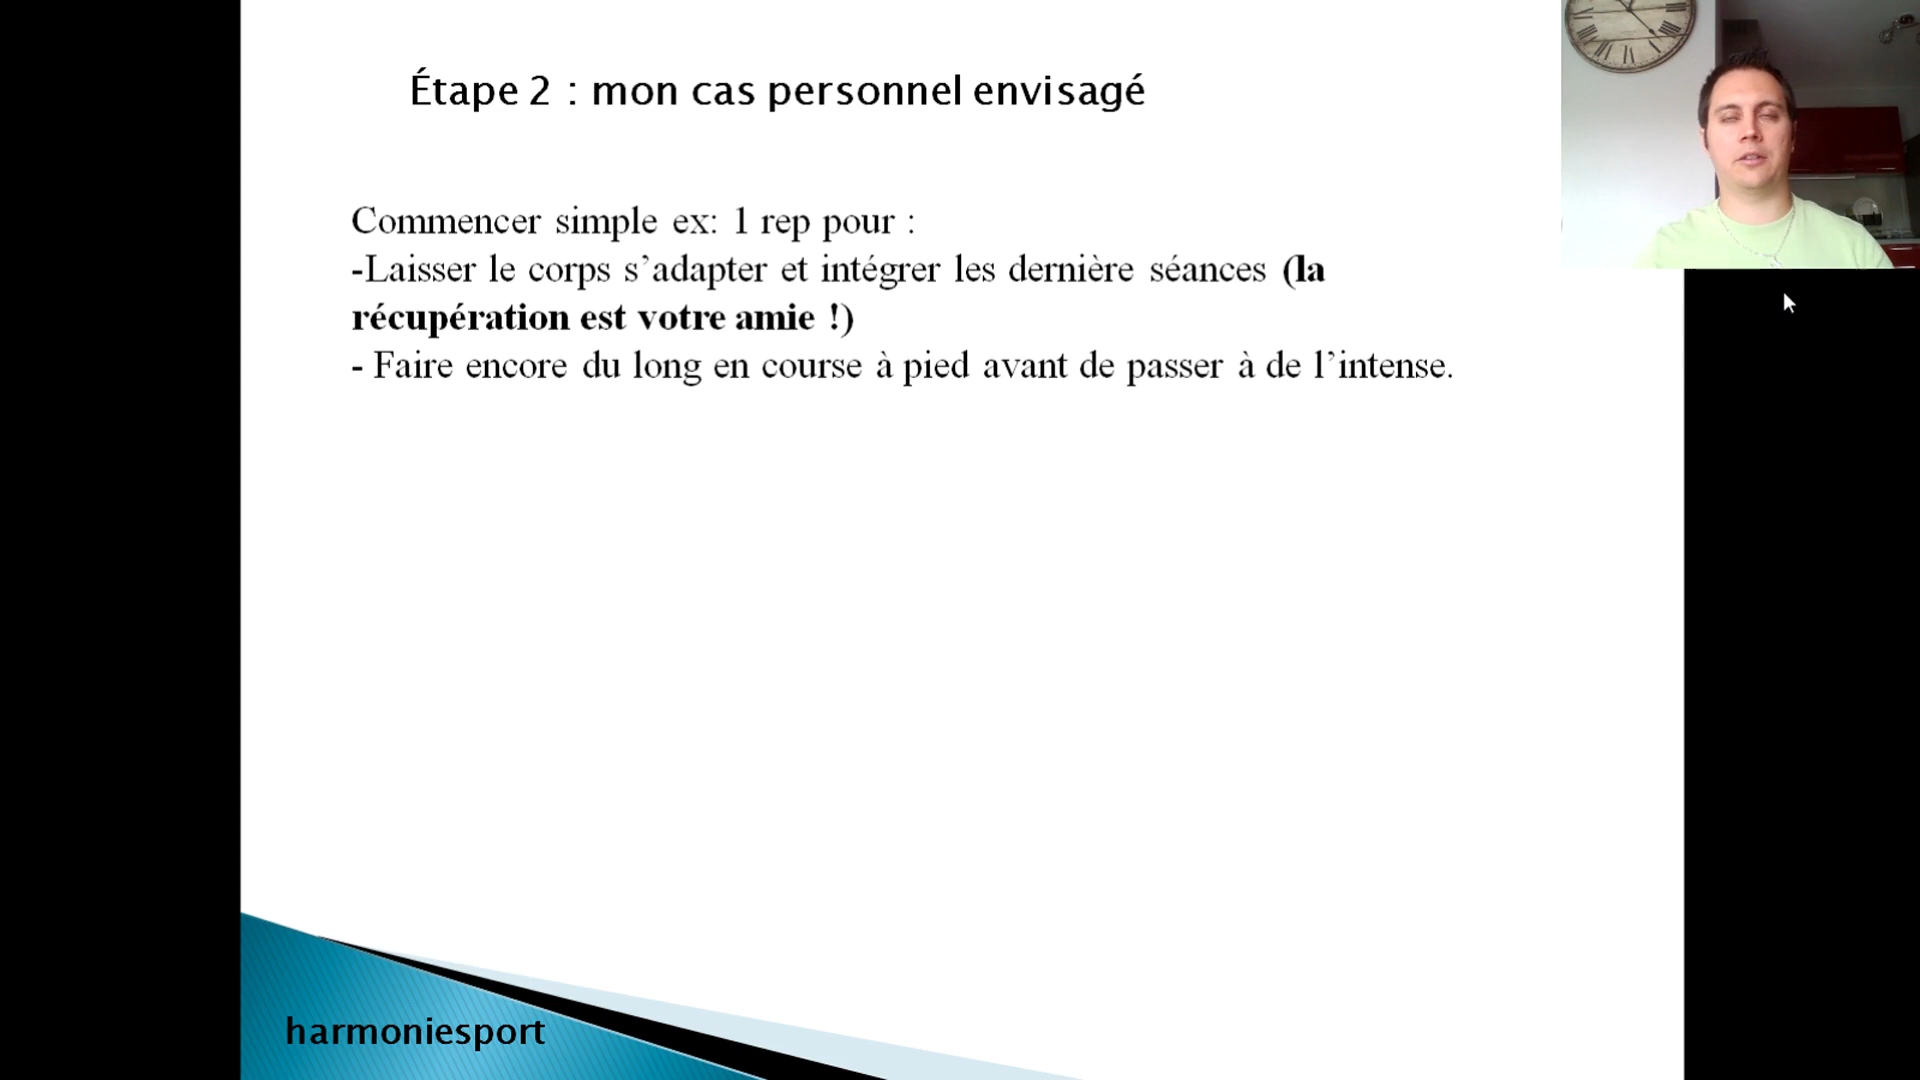 Étape 2 : mon cas personnel envisagé
Commencer simple ex: 1 rep pour :
-Laisser le corps s’adapter et intégrer les dernière séances (la
récupération est votre amie !)
- Faire encore du long en course à pied avant de passer à de l’intense.
harmoniesport